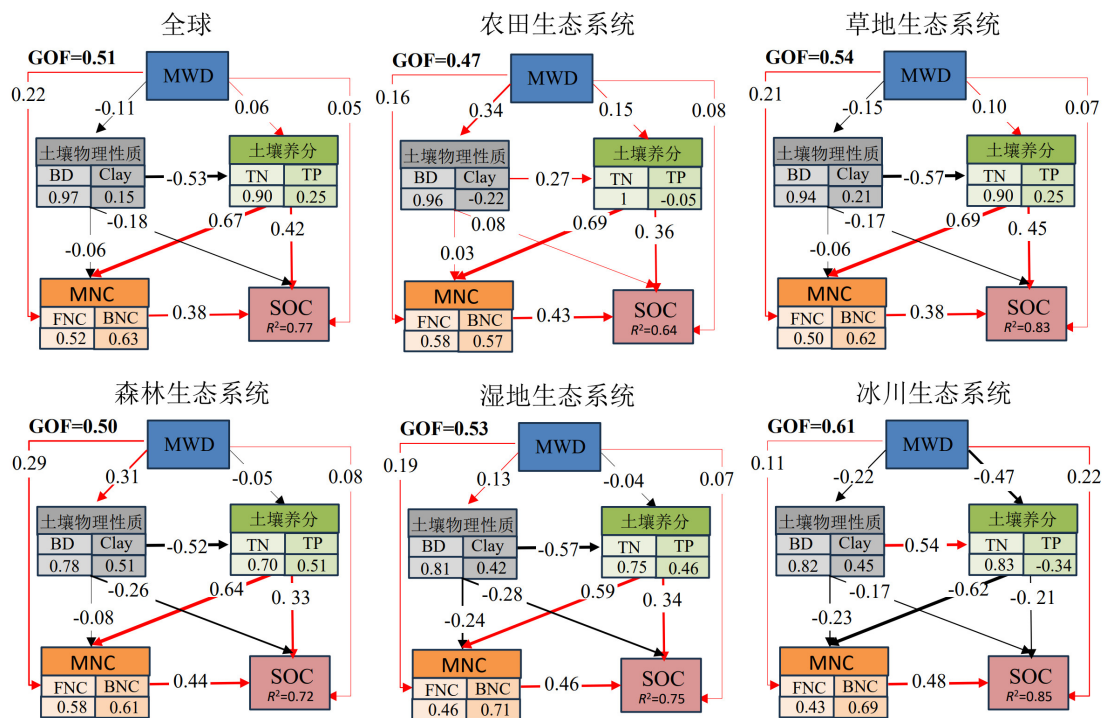 全球
GOF=0.51
MWD
0.22
-0.11
0.06
0.05
土壤物理性质
BD Clay
0.97 0.15
-0.53
土壤养分
TN TP
0.90 0.25
-0.18
0.67
0.42
-0.06
MNC
FNC BNC
0.52 0.63
0.38
SOC
R²=0.77
农田生态系统
GOF=0.47
MWD
0.16
0.34
0.15
0.08
土壤物理性质
BD Clay
0.96 -0.22
0.27
土壤养分
TN TP
1 -0.05
0.08
0.69
0. 36
0.03
MNC
FNC BNC
0.58 0.57
0.43
SOC
R²=0.64
草地生态系统
GOF=0.54
MWD
0.21
-0.15
0.10
0.07
土壤物理性质
BD Clay
0.94 0.21
-0.57
土壤养分
TN TP
0.90 0.25
-0.17
0.69
0. 45
-0.06
MNC
FNC BNC
0.50 0.62
0.38
SOC
R²=0.83
森林生态系统
GOF=0.50
MWD
0.29
0.31
-0.05
0.08
土壤物理性质
BD Clay
0.78 0.51
-0.52
土壤养分
TN TP
0.70 0.51
-0.26
0.64
0. 33
-0.08
MNC
FNC BNC
0.58 0.61
0.44
SOC
R²=0.72
湿地生态系统
GOF=0.53
MWD
0.19
0.13
-0.04
0.07
土壤物理性质
BD Clay
0.81 0.42
-0.57
土壤养分
TN TP
0.75 0.46
-0.28
0.59
0. 34
-0.24
MNC
FNC BNC
0.46 0.71
0.46
SOC
R²=0.75
冰川生态系统
GOF=0.61
MWD
0.11
-0.22
-0.47
0.22
土壤物理性质
BD Clay
0.82 0.45
0.54
土壤养分
TN TP
0.83 -0.34
-0.17
-0.62
-0. 21
-0.23
MNC
FNC BNC
0.43 0.69
0.48
SOC
R²=0.85